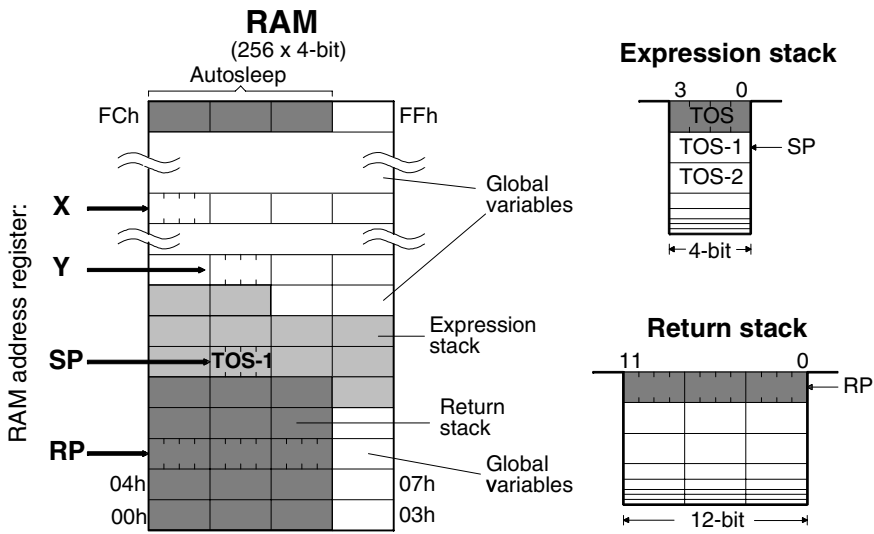 RAM
(256 x 4-bit)
Autosleep
FCh
FFh
Global
variables
X
Y
SP
TOS-1
Expression
stack
Return
stack
RP
Global
variables
04h
07h
00h
03h
RAM address register:
Expression stack
3
0
TOS
TOS-1
SP
TOS-2
4-bit
Return stack
11
0
RP
12-bit